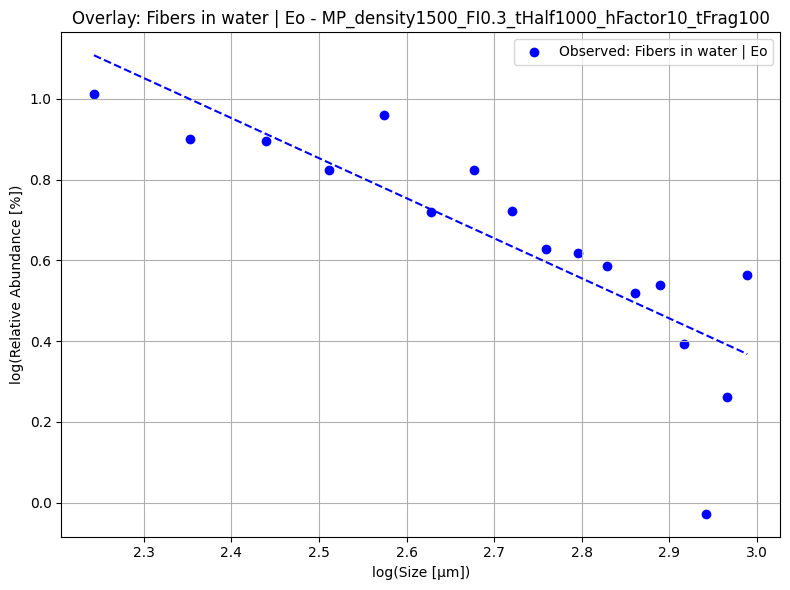 Overlay: Fibers in water | Eo - MP_density1500_FI0.3_tHalf1000_hFactor10_tFrag100
Observed: Fibers in water | Eo
log(Relative Abundance [%])
1.0
0.8
0.6
0.4
0.2
0.0
2.3 2.4 2.5 2.6 2.7 2.8 2.9 3.0
log(Size [µm])